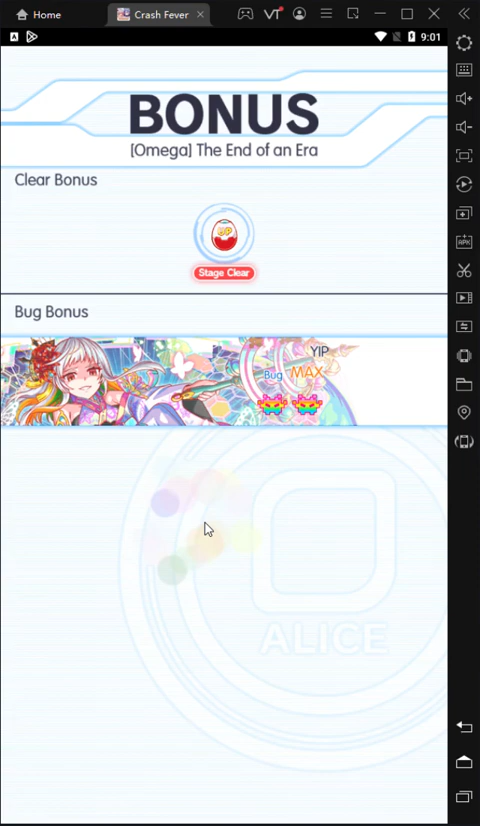 Home
Crash Fever
9:01
BONUS
[Omega] The End of an Era
Clear Bonus
UP
Stage Clear
Bug Bonus
YIP
Bug MAX
ALICE